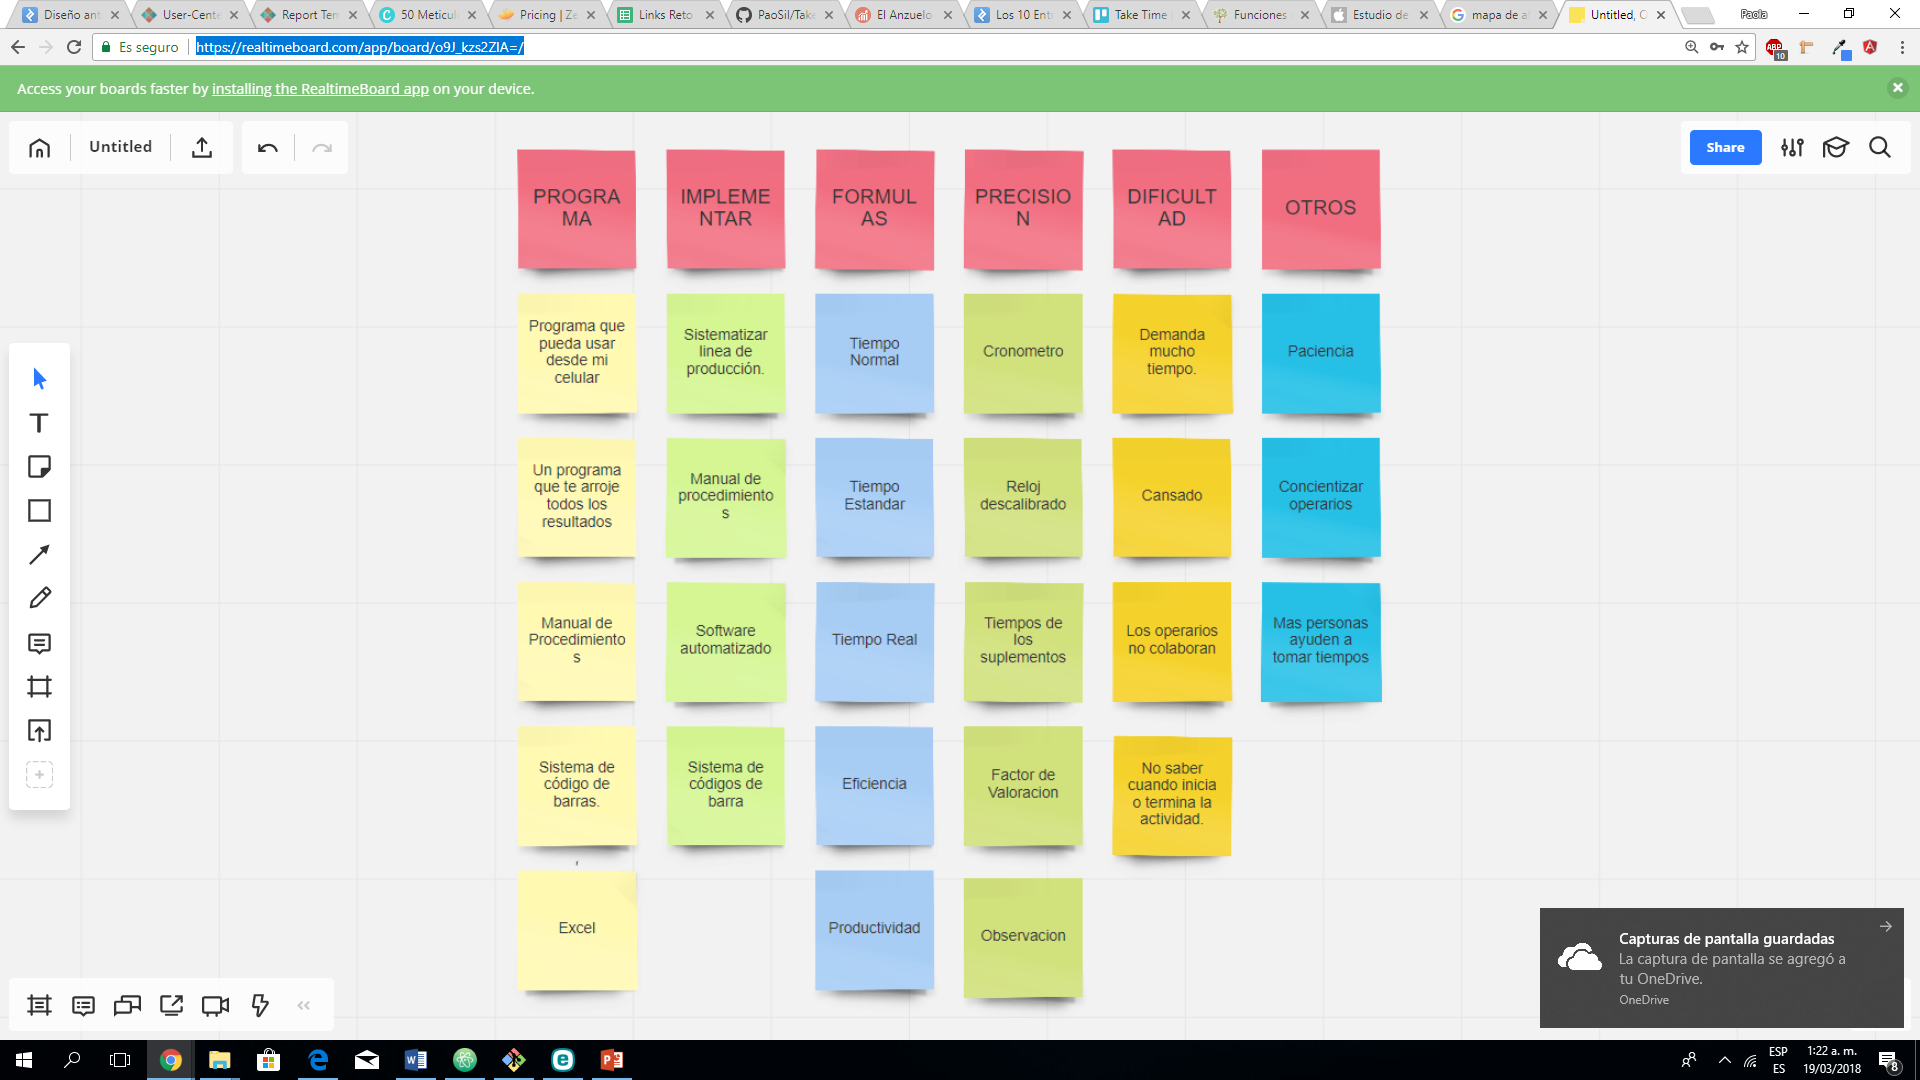 Diseño ant
User-Cente
Report Tem
50 Meticul
Pricing | Ze
Links Reto
PaoSil/Take
El Anzuelo
Los 10 Ent
Take Time
Funciones
Estudio de
mapa de a
Untitled, O
Paola
Es seguro
https://realtimeboard.com/app/board/o9J_kzs2ZIA=/
ABP
10
Access your boards faster by installing the RealtimeBoard app on your device.
Untitled
Share
PROGRA
MA
IMPLEME
NTAR
FORMUL
AS
PRECISIO
N
DIFICULT
AD
OTROS
Programa que
pueda usar
desde mi
celular
Sistematizar
linea de
producción.
Tiempo
Normal
Cronometro
Demanda
mucho
tiempo.
Paciencia
Un programa
que te arroje
todos los
resultados
Manual de
procedimiento
s
Tiempo
Estandar
Reloj
descalibrado
Cansado
Concientizar
operarios
Manual de
Procedimiento
s
Software
automatizado
Tiempo Real
Tiempos de
los
suplementos
Los operarios
no colaboran
Mas personas
ayuden a
tomar tiempos
Sistema de
código de
barras.
Sistema de
códigos de
barra
Eficiencia
Factor de
Valoracion
No saber
cuando inicia
o termina la
actividad.
,
Excel
Productividad
Observacion
Capturas de pantalla guardadas
La captura de pantalla se agregó a
tu OneDrive.
OneDrive
ESP
ES
1:22 a. m.
19/03/2018
8